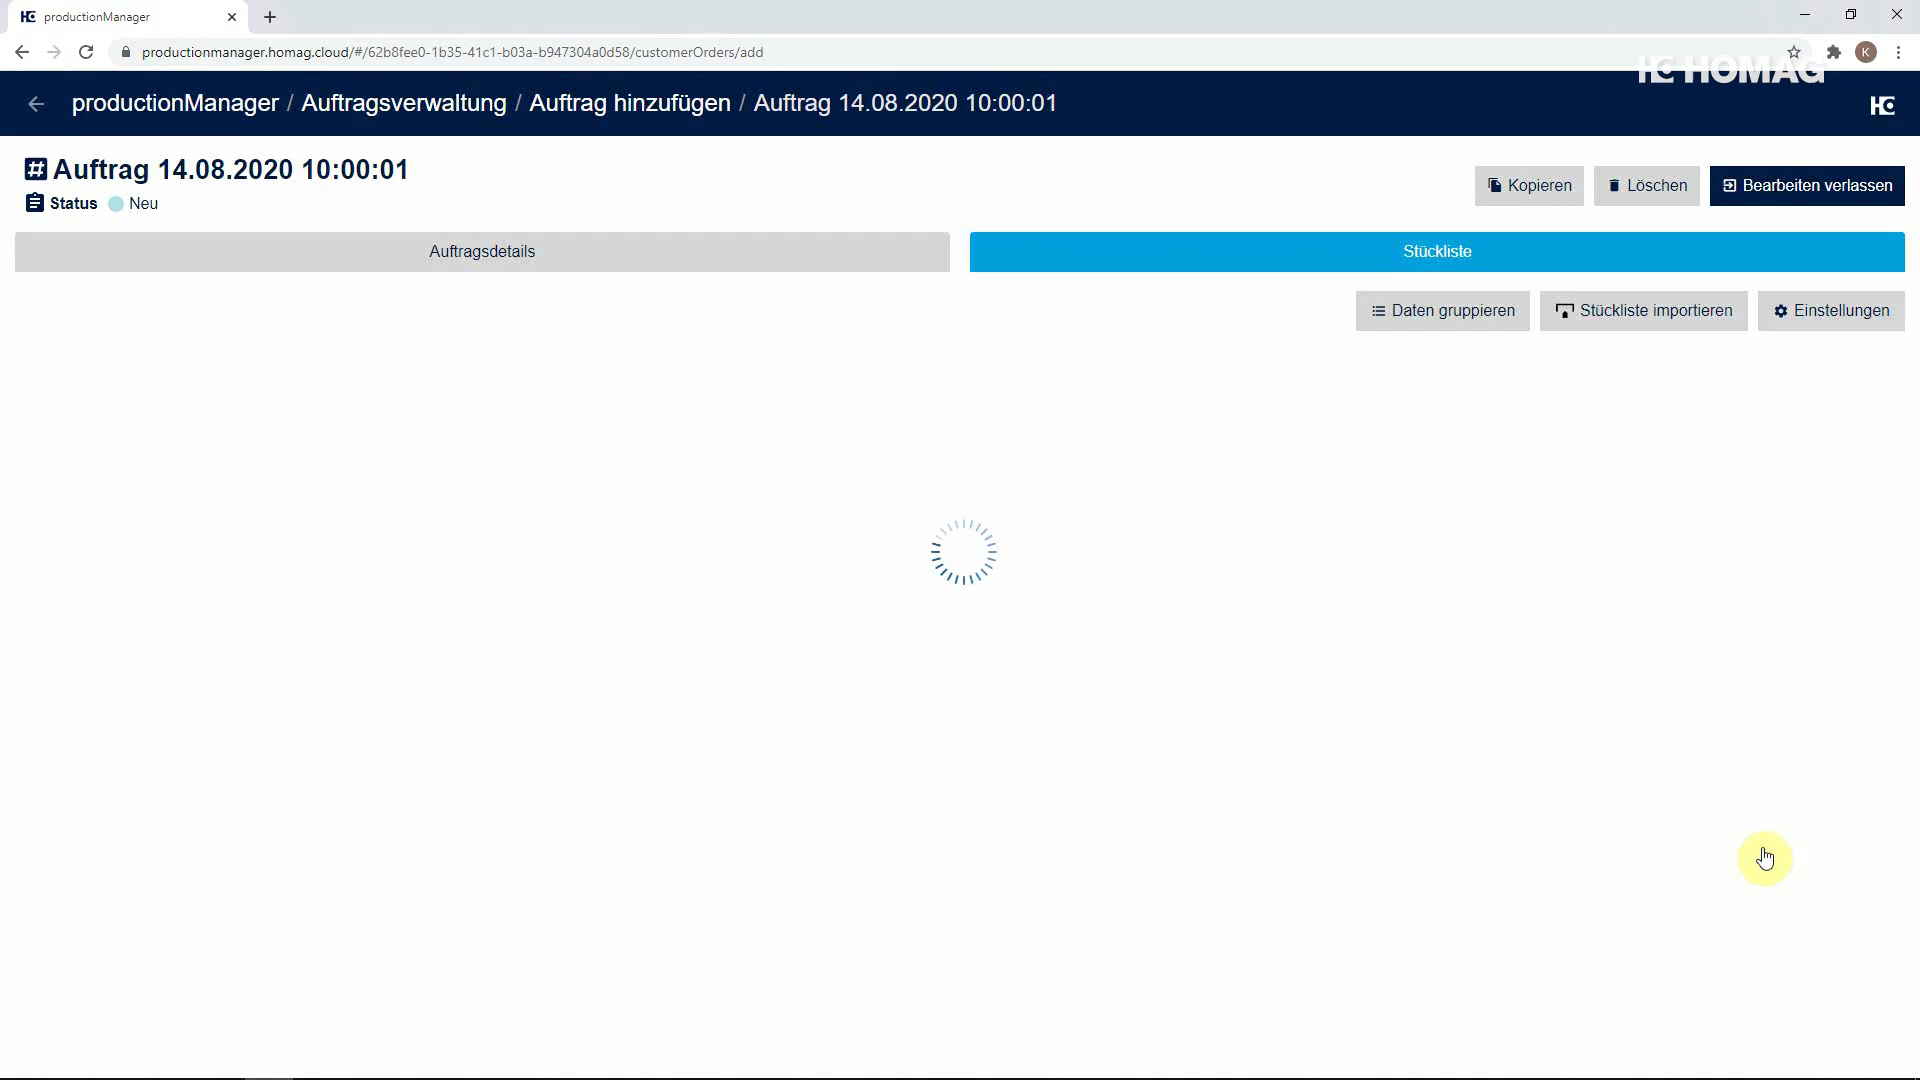 productionManager
productionmanager.homag.cloud/#/62b8fee0-1b35-41c1-b03a-b947304a0d58/customerOrders/add
K
HOMAG
productionManager / Auftragsverwaltung / Auftrag hinzufügen / Auftrag 14.08.2020 10:00:01
Auftrag 14.08.2020 10:00:01
Status Neu
Kopieren Löschen Bearbeiten verlassen
Auftragsdetails Stückliste
Daten gruppieren Stückliste importieren Einstellungen